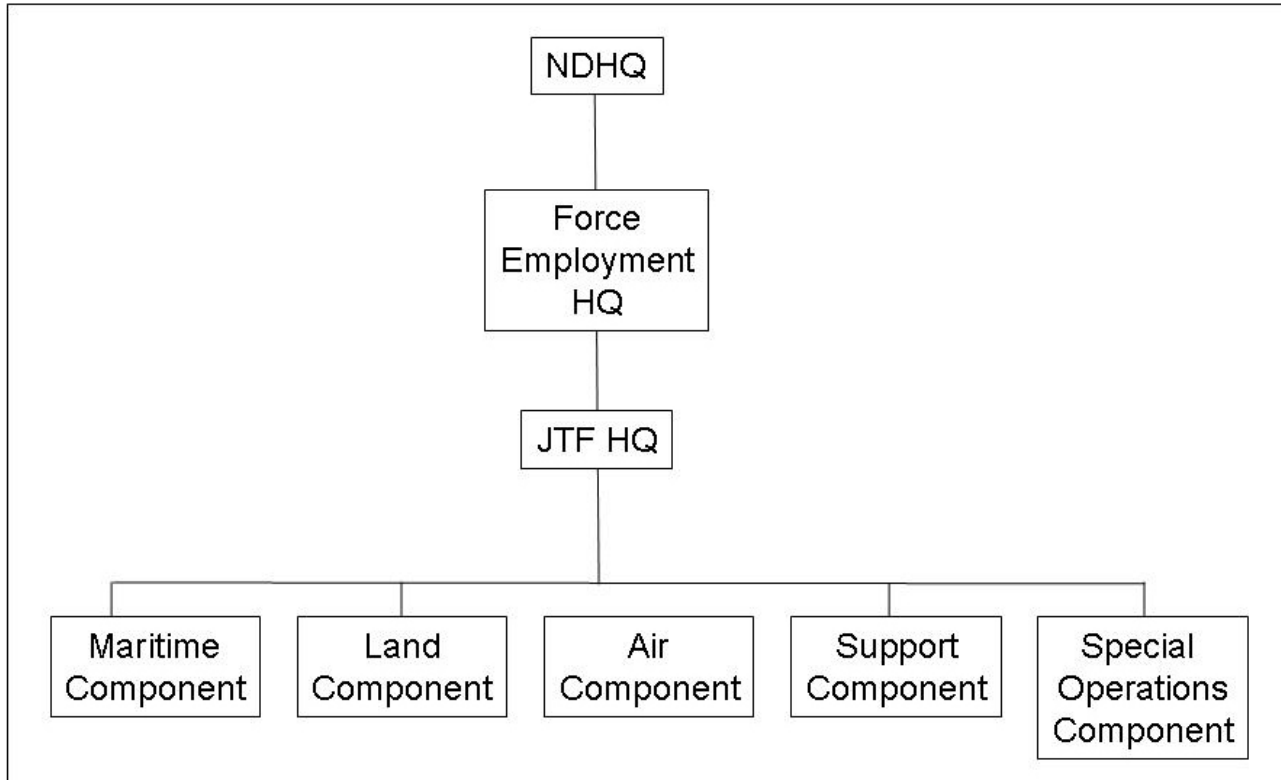 NDHQ
Force
Employment
HQ
JTF HQ
Maritime
Component
Land
Component
Air
Component
Support
Component
Special
Operations
Component